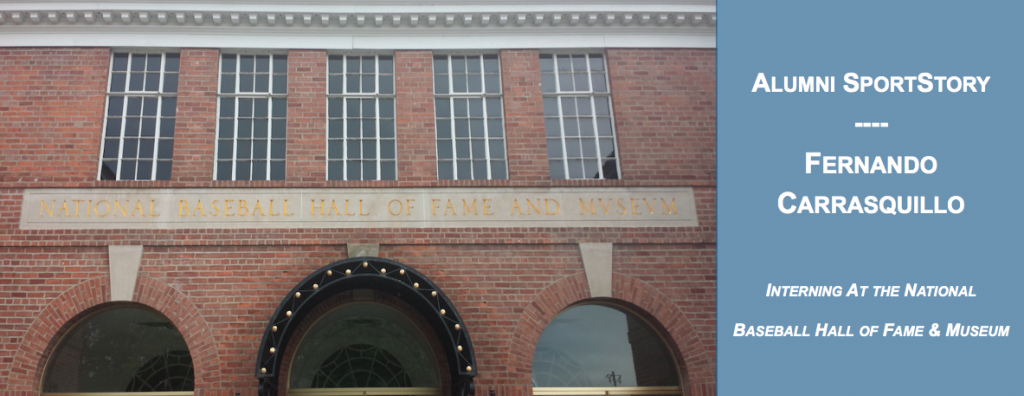 NATIONAL BASEBALL HALL OF FAME AND MVSEVM
ALUMNI SPORTSTORY
----
FERNANDO
CARRASQUILLO
INTERNING AT THE NATIONAL
BASEBALL HALL OF FAME & MUSEUM